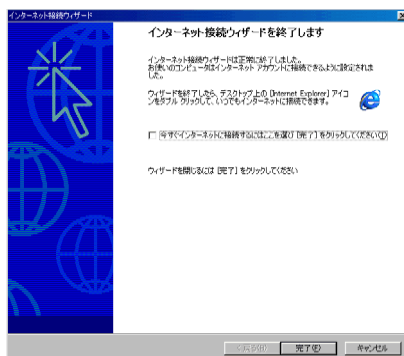 インターネット接続ウィザード
インターネット接続ウィザードを終了します
インターネット接続ウィザードは正常に終了しました。
お使いのコンピュータはインターネット アカウントに接続できるように設定されま
した。
ウィザードを終了したら、デスクトップ上の [Internet Explorer] アイコ
ンをダブル クリックして、いつでもインターネットに接続できます。
今すぐインターネットに接続するにはここを選び [完了] をクリックしてください(I)
ウィザードを閉じるには [完了] をクリックしてください
< 戻る(B)
完了(F)
キャンセル